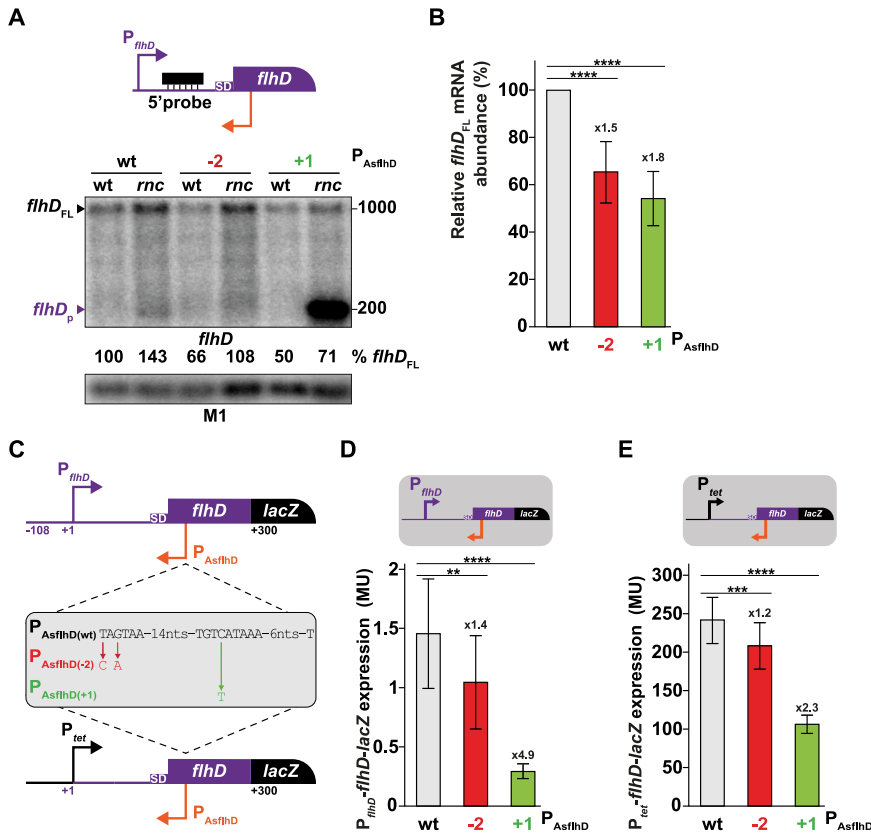 A
P flhD
SD flhD
5'probe
wt -2 +1 P AsflhD
wt rnc wt rnc wt rnc
flhD FL 1000
flhD p 200
flhD
100 143 66 108 50 71 % flhD FL
M1
B
Relative flhD FL mRNA
abundance (%)
****
****
x1.5
x1.8
100
80
60
40
20
0
wt -2 +1 P AsflhD
C
P flhD
SD flhD lacZ
-108 +1 +300
P AsflhD
P AsflhD(wt) TAGTAA-14nts-TGTCATAAA-6nts-T
P AsflhD(-2) C A
P AsflhD(+1) T
P tet
SD flhD lacZ
+1 +300
P AsflhD
D
P flhD
SD flhD lacZ
P flhD-flhD-lacZ expression (MU)
****
**
x1.4
x4.9
2
1.5
1
0.5
0
wt -2 +1 P AsflhD
E
P tet
SD flhD lacZ
P tet-flhD-lacZ expression (MU)
****
***
x1.2
x2.3
300
250
200
150
100
50
0
wt -2 +1 P AsflhD